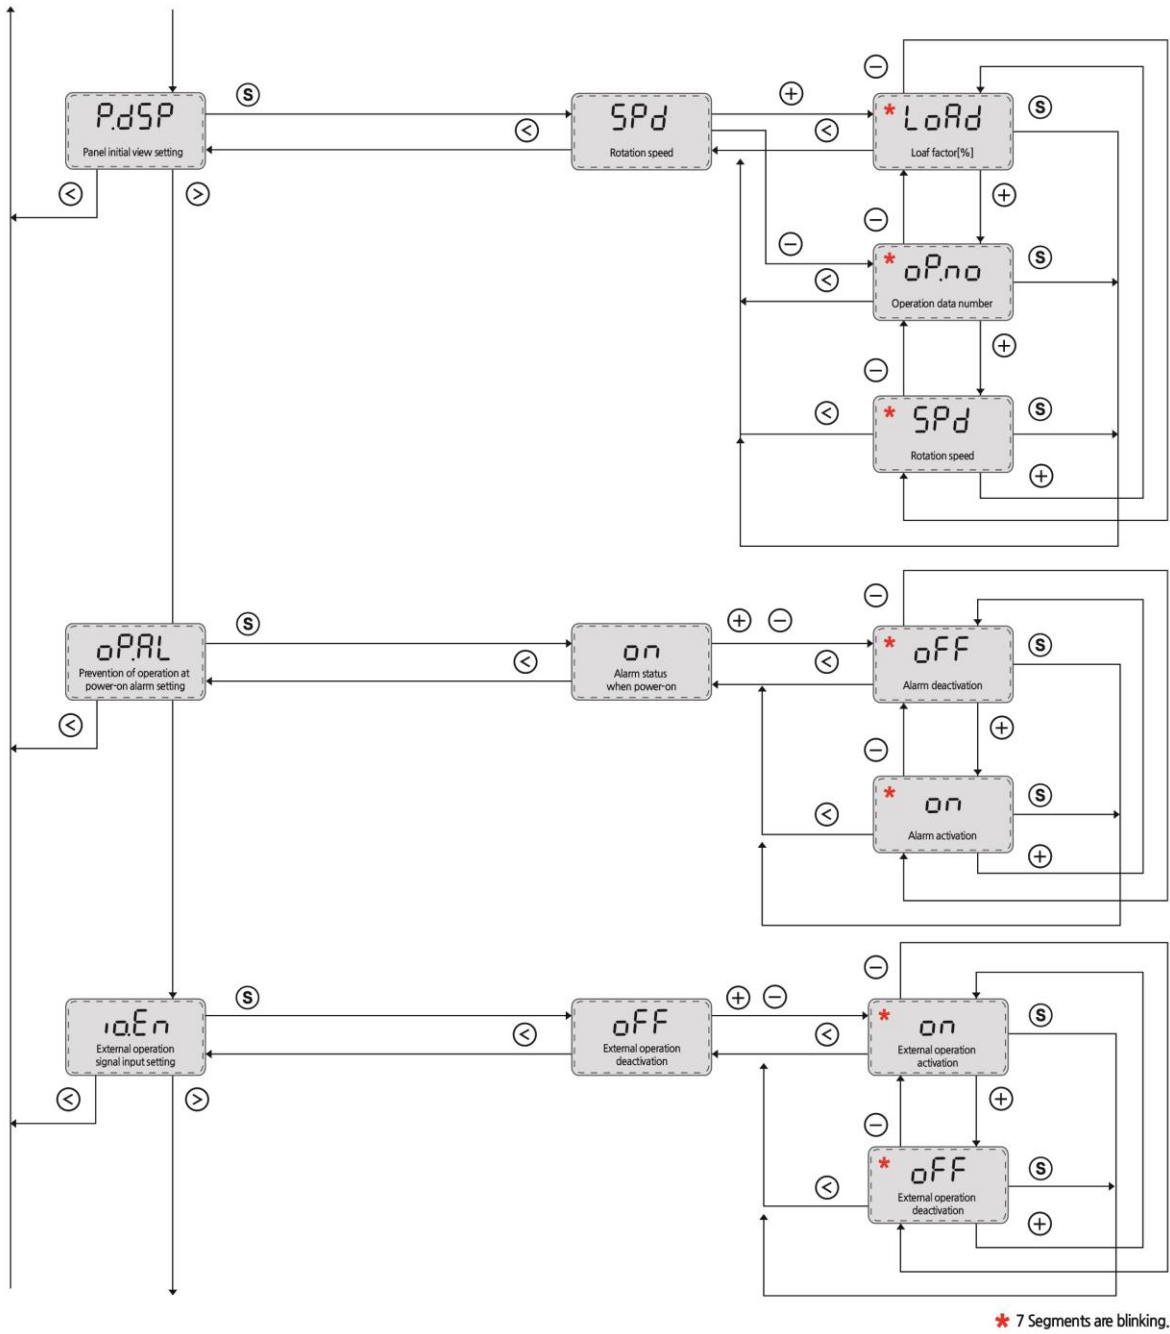 P.dSP
Panel initial view setting
S
<
SPd
Rotation speed
+
<
−
* LoAd
Loaf factor[%]
S
<
>
−
+
−
<
* oP.no
Operation data number
S
−
+
<
* SPd
Rotation speed
S
+
oP.AL
Prevention of operation at
power-on alarm setting
S
<
on
Alarm status
when power-on
+ −
<
−
* oFF
Alarm deactivation
S
<
−
+
<
* on
Alarm activation
S
+
io.En
External operation
signal input setting
S
<
oFF
External operation
deactivation
+ −
<
−
* on
External operation
activation
S
<
>
−
+
<
* oFF
External operation
deactivation
S
+
* 7 Segments are blinking.